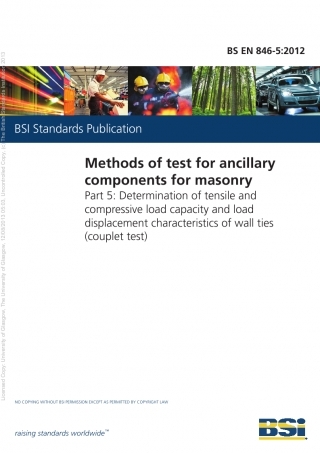 BS EN 846-5:2012
BSI Standards Publication
Methods of test for ancillary
components for masonry
Part 5: Determination of tensile and
compressive load capacity and load
displacement characteristics of wall ties
(couplet test)
NO COPYING WITHOUT BSI PERMISSION EXCEPT AS PERMITTED BY COPYRIGHT LAW
raising standards worldwide™
BSi